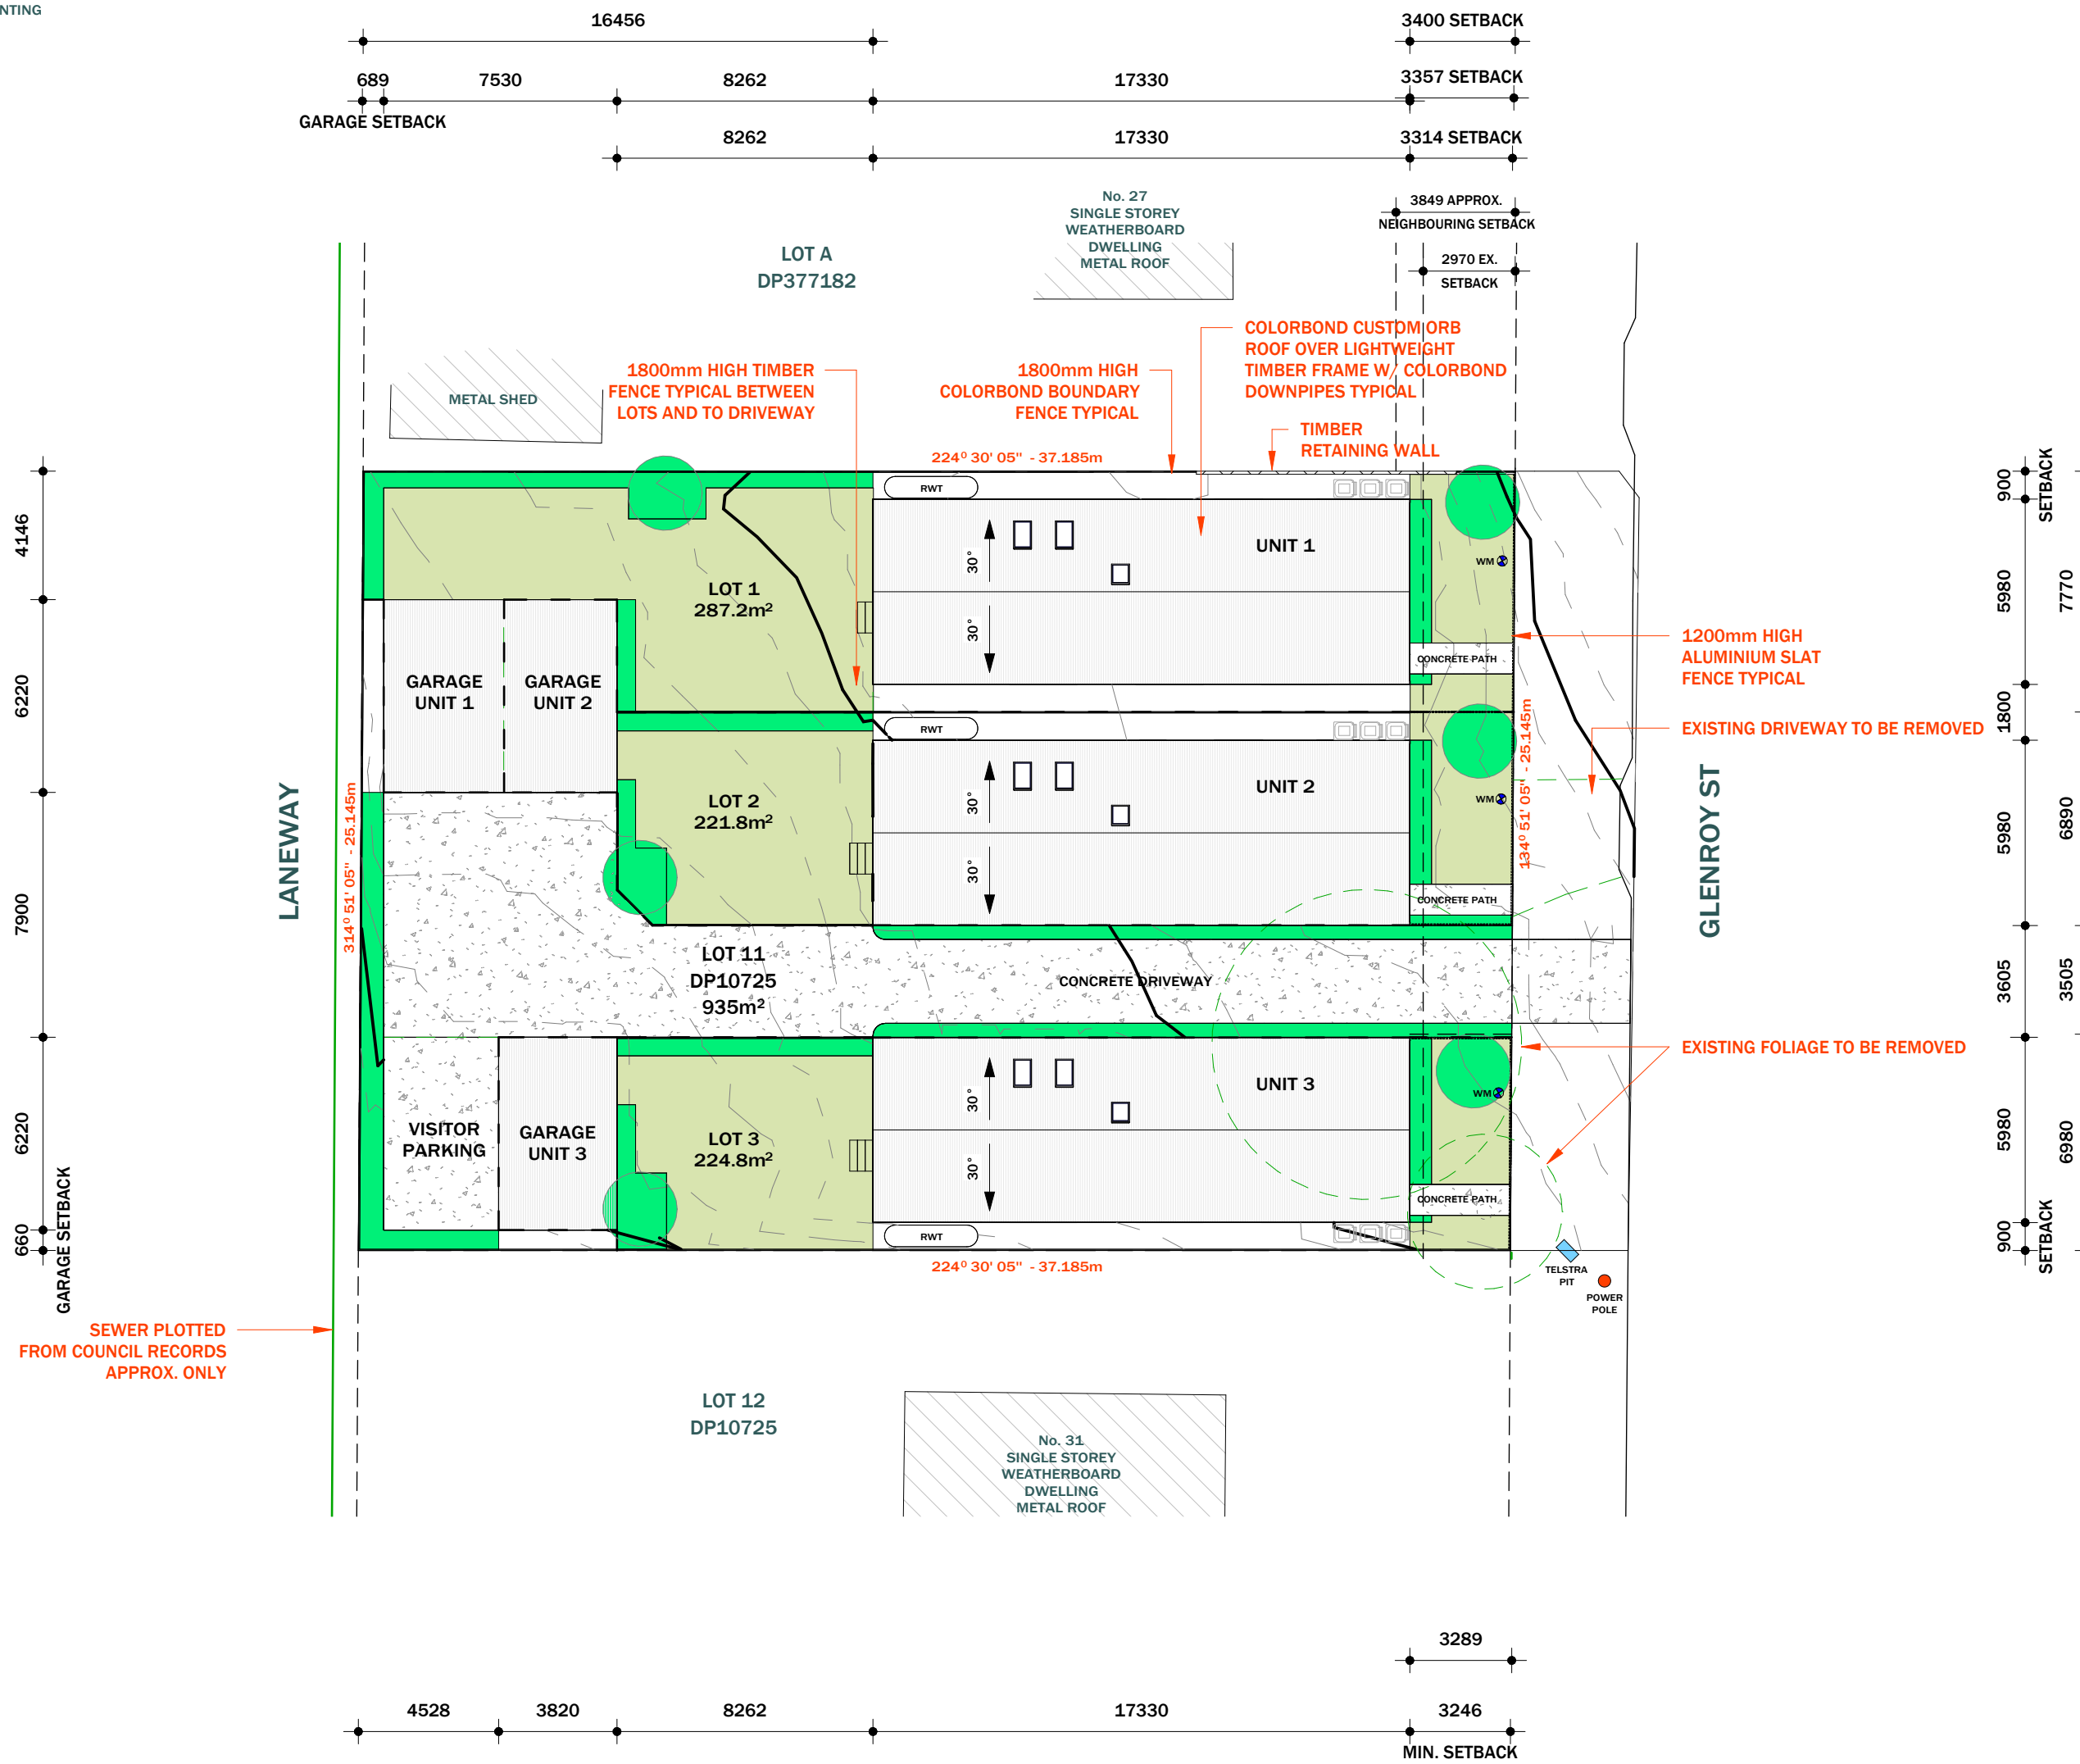 NTING
16456
3400 SETBACK
689
7530
8262
17330
3357 SETBACK
GARAGE SETBACK
8262
17330
3314 SETBACK
3849 APPROX.
NEIGHBOURING SETBACK
2970 EX.
SETBACK
No. 27
SINGLE STOREY
WEATHERBOARD
DWELLING
METAL ROOF
LOT A
DP377182
METAL SHED
1800mm HIGH TIMBER
FENCE TYPICAL BETWEEN
LOTS AND TO DRIVEWAY
1800mm HIGH
COLORBOND BOUNDARY
FENCE TYPICAL
COLORBOND CUSTOM ORB
ROOF OVER LIGHTWEIGHT
TIMBER FRAME W/ COLORBOND
DOWNPIPES TYPICAL
TIMBER
RETAINING WALL
224⁰ 30' 05" - 37.185m
RWT
UNIT 1
30°
30°
WM
CONCRETE PATH
LOT 1
287.2m²
GARAGE
UNIT 1
GARAGE
UNIT 2
1200mm HIGH
ALUMINIUM SLAT
FENCE TYPICAL
EXISTING DRIVEWAY TO BE REMOVED
RWT
UNIT 2
30°
30°
WM
CONCRETE PATH
LOT 2
221.8m²
LANEWAY
314⁰ 51' 05" - 25.145m
134⁰ 51' 05" - 25.145m
GLENROY ST
LOT 11
DP10725
935m²
CONCRETE DRIVEWAY
EXISTING FOLIAGE TO BE REMOVED
UNIT 3
30°
30°
WM
CONCRETE PATH
LOT 3
224.8m²
VISITOR
PARKING
GARAGE
UNIT 3
RWT
224⁰ 30' 05" - 37.185m
TELSTRA
PIT
POWER
POLE
4146
6220
7900
6220
660
GARAGE SETBACK
900
SETBACK
5980
7770
1800
5980
6890
3605
3505
5980
6980
900
SETBACK
SEWER PLOTTED
FROM COUNCIL RECORDS
APPROX. ONLY
LOT 12
DP10725
No. 31
SINGLE STOREY
WEATHERBOARD
DWELLING
METAL ROOF
3289
4528
3820
8262
17330
3246
MIN. SETBACK